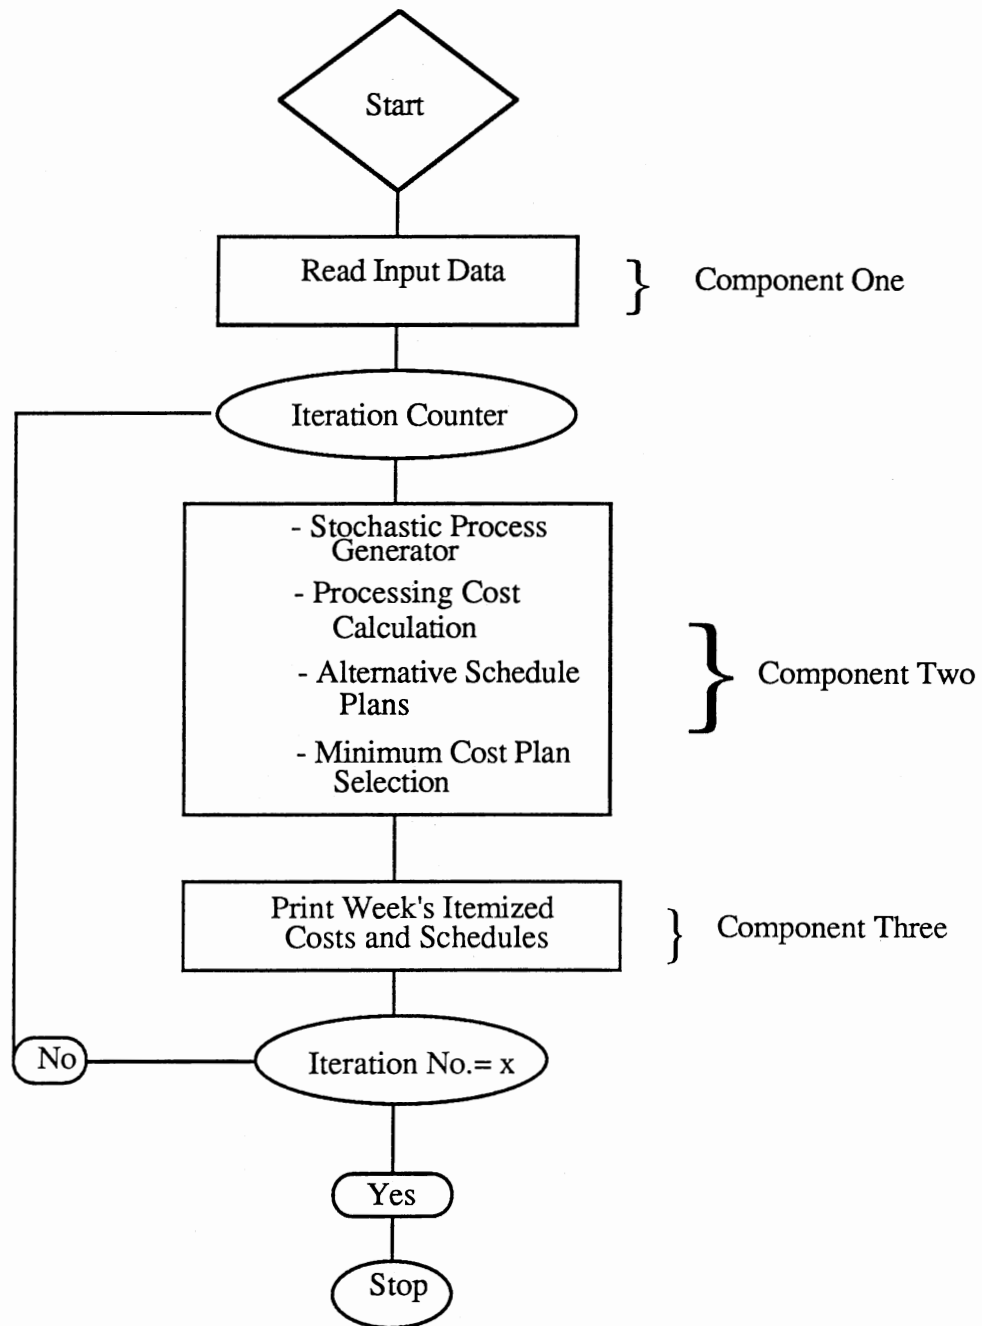 Start
Read Input Data
} Component One
Iteration Counter
- Stochastic Process
Generator
- Processing Cost
Calculation
- Alternative Schedule
Plans
} Component Two
- Minimum Cost Plan
Selection
Print Week's Itemized
Costs and Schedules
} Component Three
No
Iteration No.= x
Yes
Stop